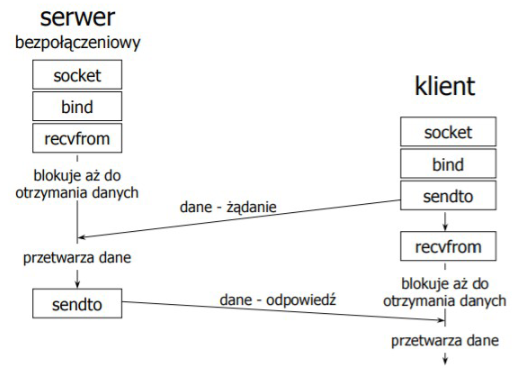 serwer
bezpołączeniowy
socket
bind
recvfrom
blokuje aż do
otrzymania danych
przetwarza dane
sendto
dane - żądanie
dane - odpowiedź
klient
socket
bind
sendto
recvfrom
blokuje aż do
otrzymania danych
przetwarza dane